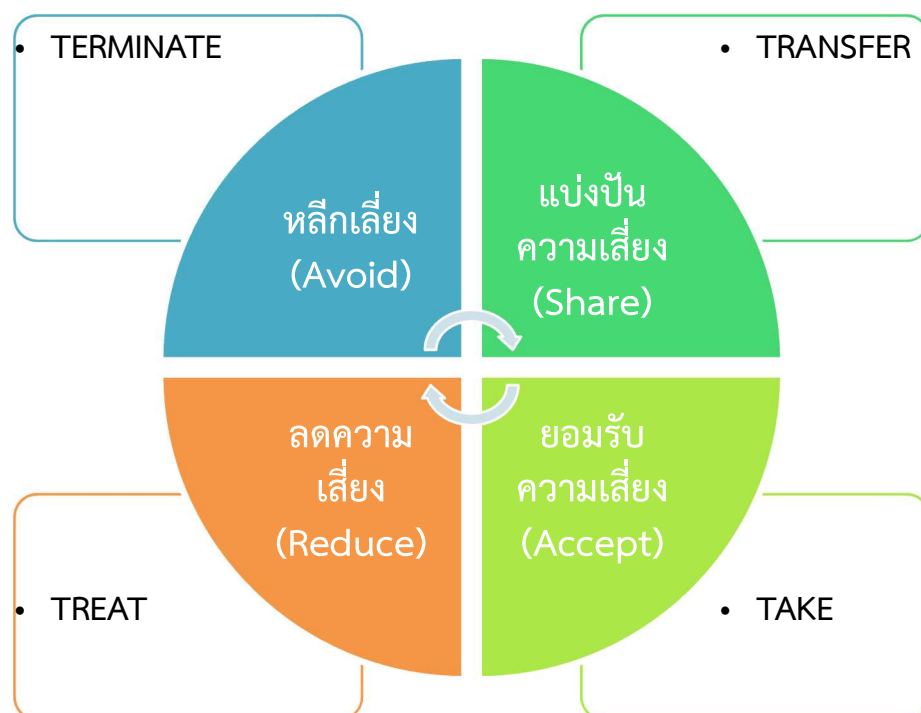 • TERMINATE
• TRANSFER
หลีกเลี่ยง
(Avoid)
แบ่งปัน
ความเสี่ยง
(Share)
ลดความ
เสี่ยง
(Reduce)
ยอมรับ
ความเสี่ยง
(Accept)
• TREAT
• TAKE